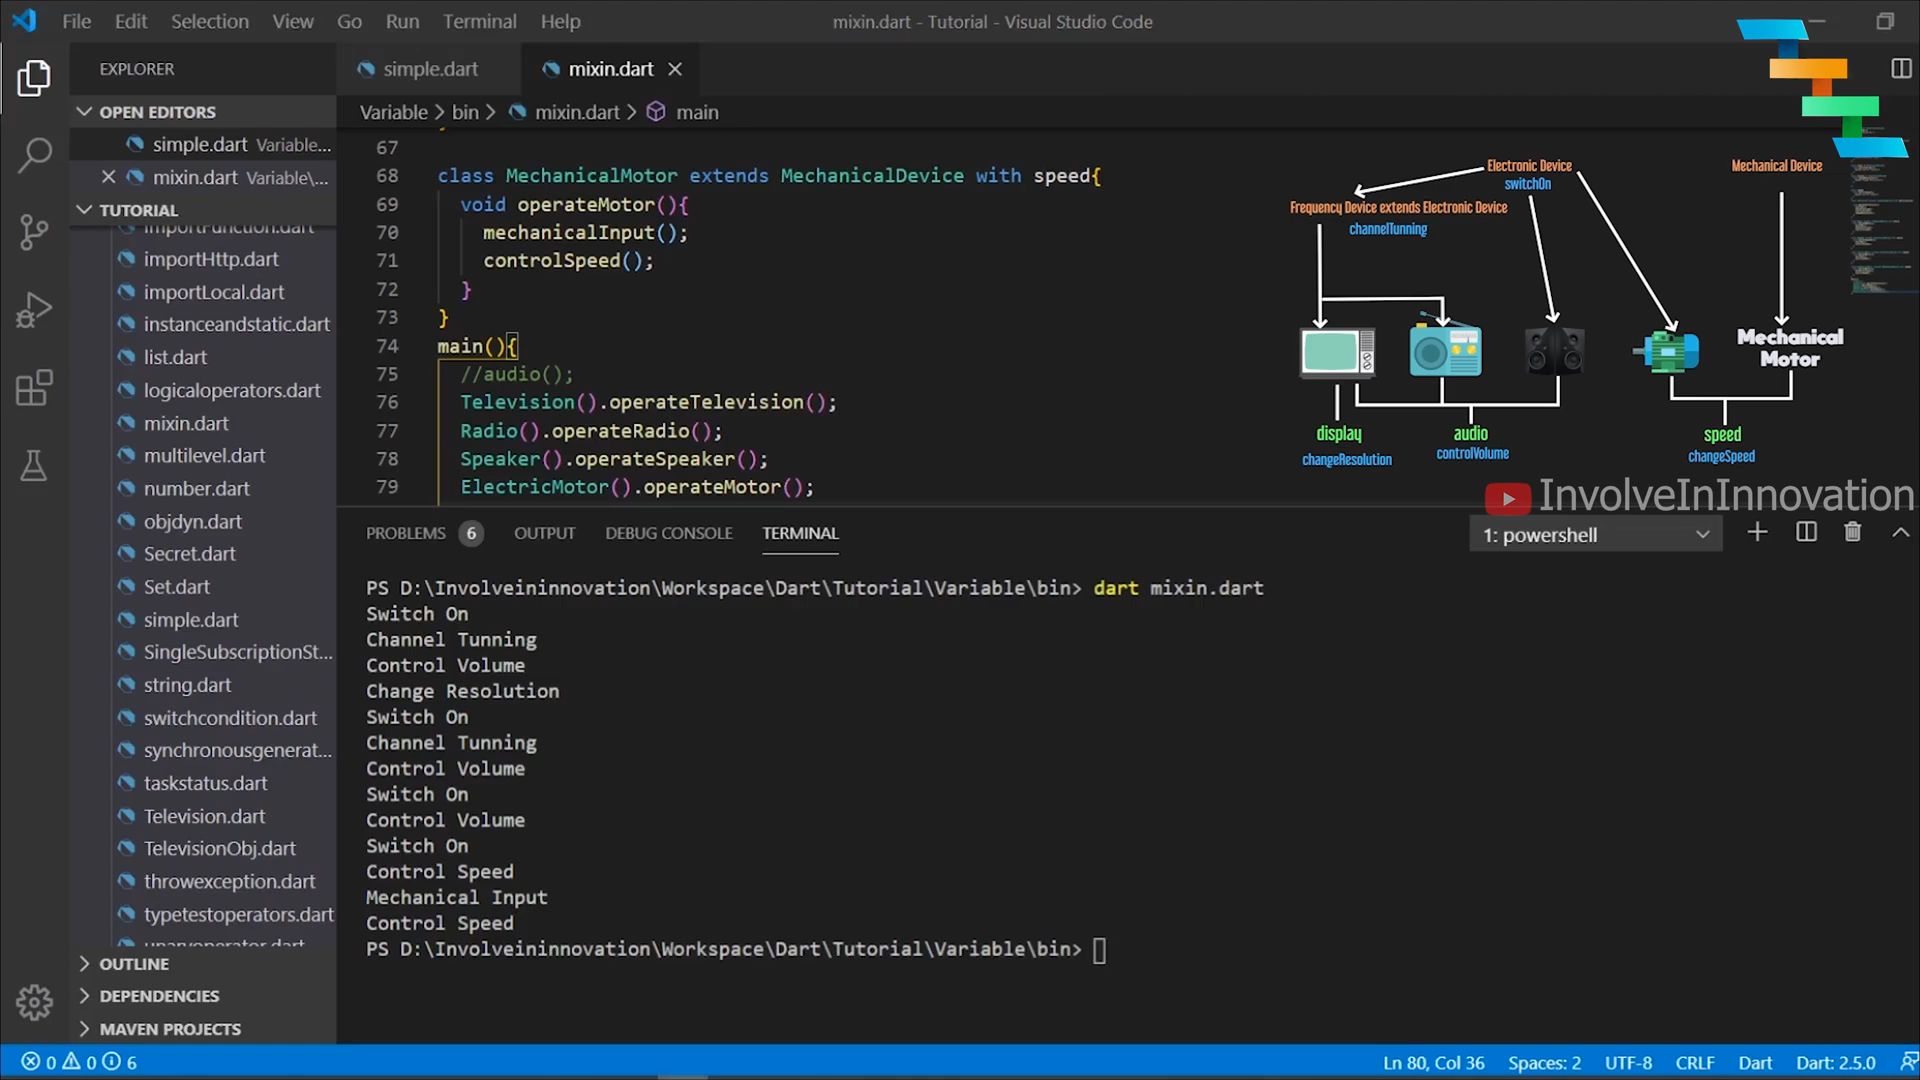 File Edit Selection View Go Run Terminal Help
mixin.dart - Tutorial - Visual Studio Code
EXPLORER
simple.dart
mixin.dart
OPEN EDITORS
simple.dart Variable...
mixin.dart Variable\...
TUTORIAL
importFunction.dart
importHttp.dart
importLocal.dart
instanceandstatic.dart
list.dart
logicaloperators.dart
mixin.dart
multilevel.dart
number.dart
objdyn.dart
Secret.dart
Set.dart
simple.dart
SingleSubscriptionSt...
string.dart
switchcondition.dart
synchronousgenerat...
taskstatus.dart
Television.dart
TelevisionObj.dart
throwexception.dart
typetestoperators.dart
unaryoperator.dart
OUTLINE
DEPENDENCIES
MAVEN PROJECTS
Variable > bin > mixin.dart > main
67
68 class MechanicalMotor extends MechanicalDevice with speed{
69 void operateMotor(){
70 mechanicalInput();
71 controlSpeed();
72 }
73 }
74 main(){
75 //audio();
76 Television().operateTelevision();
77 Radio().operateRadio();
78 Speaker().operateSpeaker();
79 ElectricMotor().operateMotor();
Electronic Device
switchOn
Mechanical Device
Frequency Device extends Electronic Device
channelTunning
Mechanical
Motor
display
changeResolution
audio
controlVolume
speed
changeSpeed
InvolveInInnovation
PROBLEMS 6 OUTPUT DEBUG CONSOLE TERMINAL
1: powershell
PS D:\Involveininnovation\Workspace\Dart\Tutorial\Variable\bin> dart mixin.dart
Switch On
Channel Tunning
Control Volume
Change Resolution
Switch On
Channel Tunning
Control Volume
Switch On
Control Volume
Switch On
Control Speed
Mechanical Input
Control Speed
PS D:\Involveininnovation\Workspace\Dart\Tutorial\Variable\bin>
0 0 6
Ln 80, Col 36 Spaces: 2 UTF-8 CRLF Dart Dart: 2.5.0